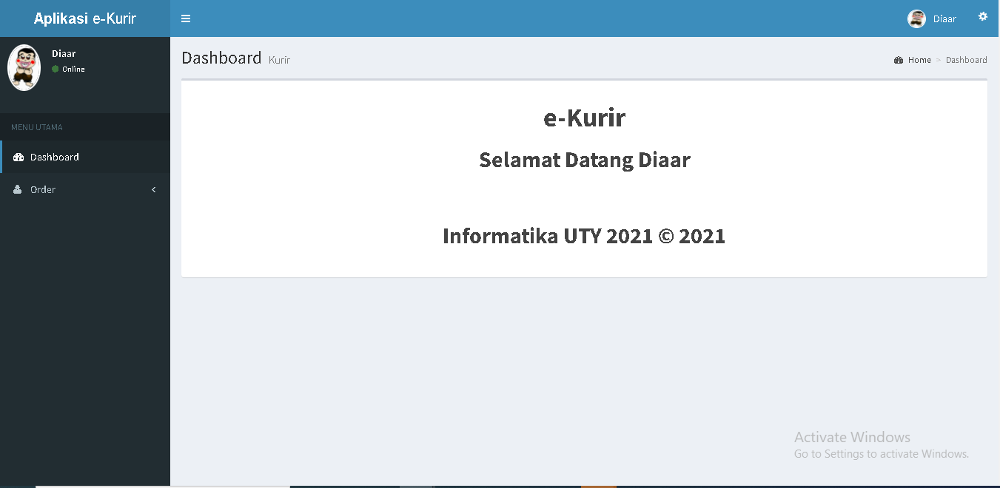 Aplikasi e-Kurir
Diaar
Diaar
Online
Dashboard Kurir
Home > Dashboard
MENU UTAMA
Dashboard
Order
e-Kurir
Selamat Datang Diaar
Informatika UTY 2021 © 2021
Activate Windows
Go to Settings to activate Windows.